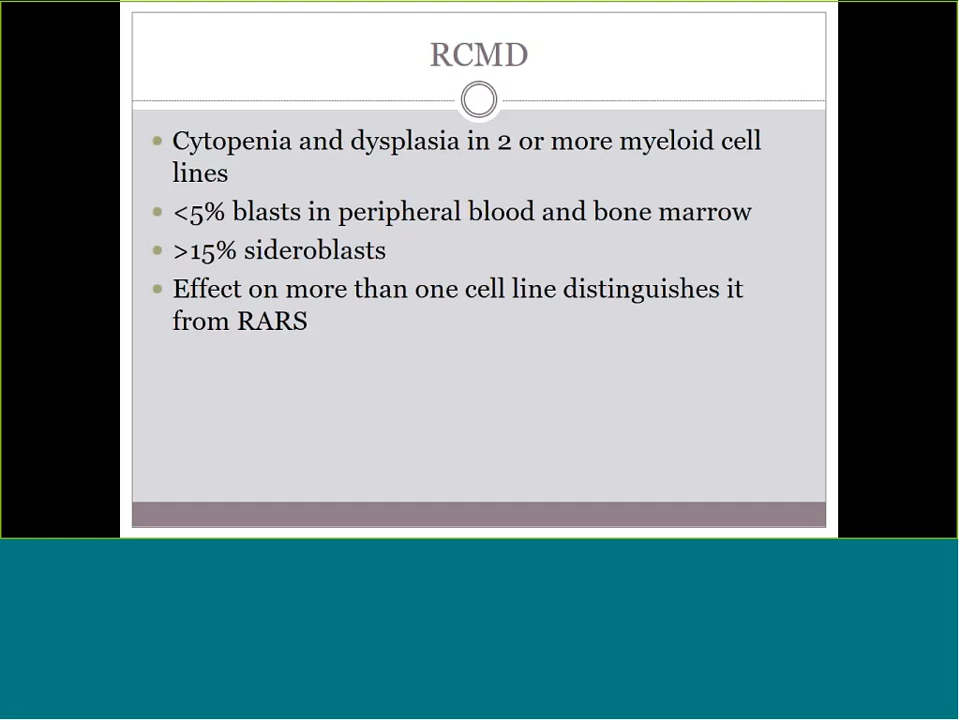 RCMD
Cytopenia and dysplasia in 2 or more myeloid cell
lines
<5% blasts in peripheral blood and bone marrow
>15% sideroblasts
Effect on more than one cell line distinguishes it
from RARS